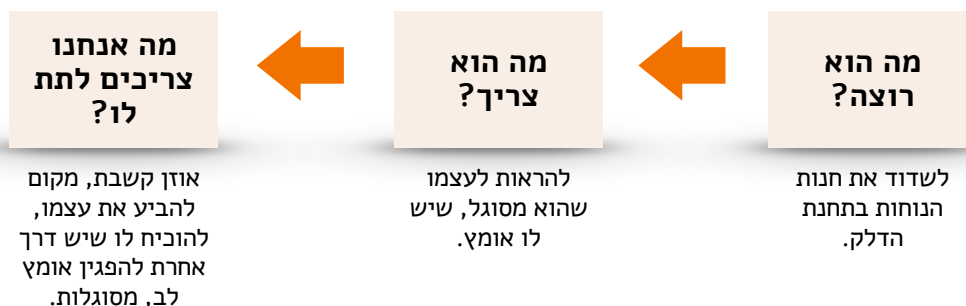 מה הוא
רוצה?
לשדוד את חנות
הנוחות בתחנת
הדלק.
מה הוא
צריך?
להראות לעצמו
שהוא מסוגל, שיש
לו אומץ.
מה אנחנו
צריכים לתת
לו?
אוזן קשבת, מקום
להביע את עצמו,
להוכיח לו שיש דרך
אחרת להפגין אומץ
לב, מסוגלות.